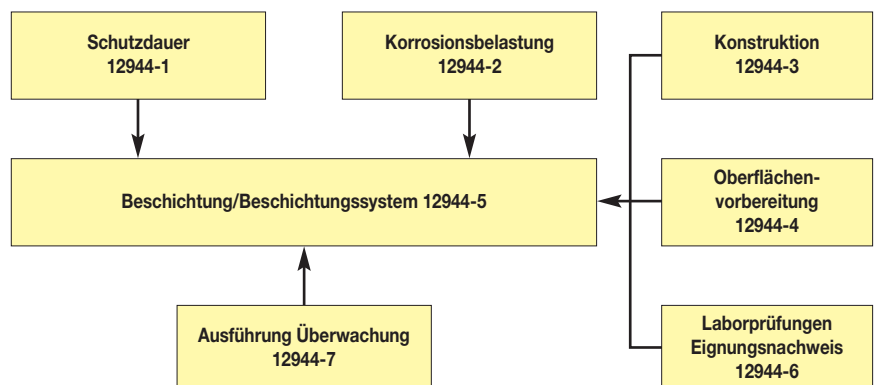 Schutzdauer
12944-1
Korrosionsbelastung
12944-2
Konstruktion
12944-3
Beschichtung/Beschichtungssystem 12944-5
Oberflächen-
vorbereitung
12944-4
Ausführung Überwachung
12944-7
Laborprüfungen
Eignungsnachweis
12944-6